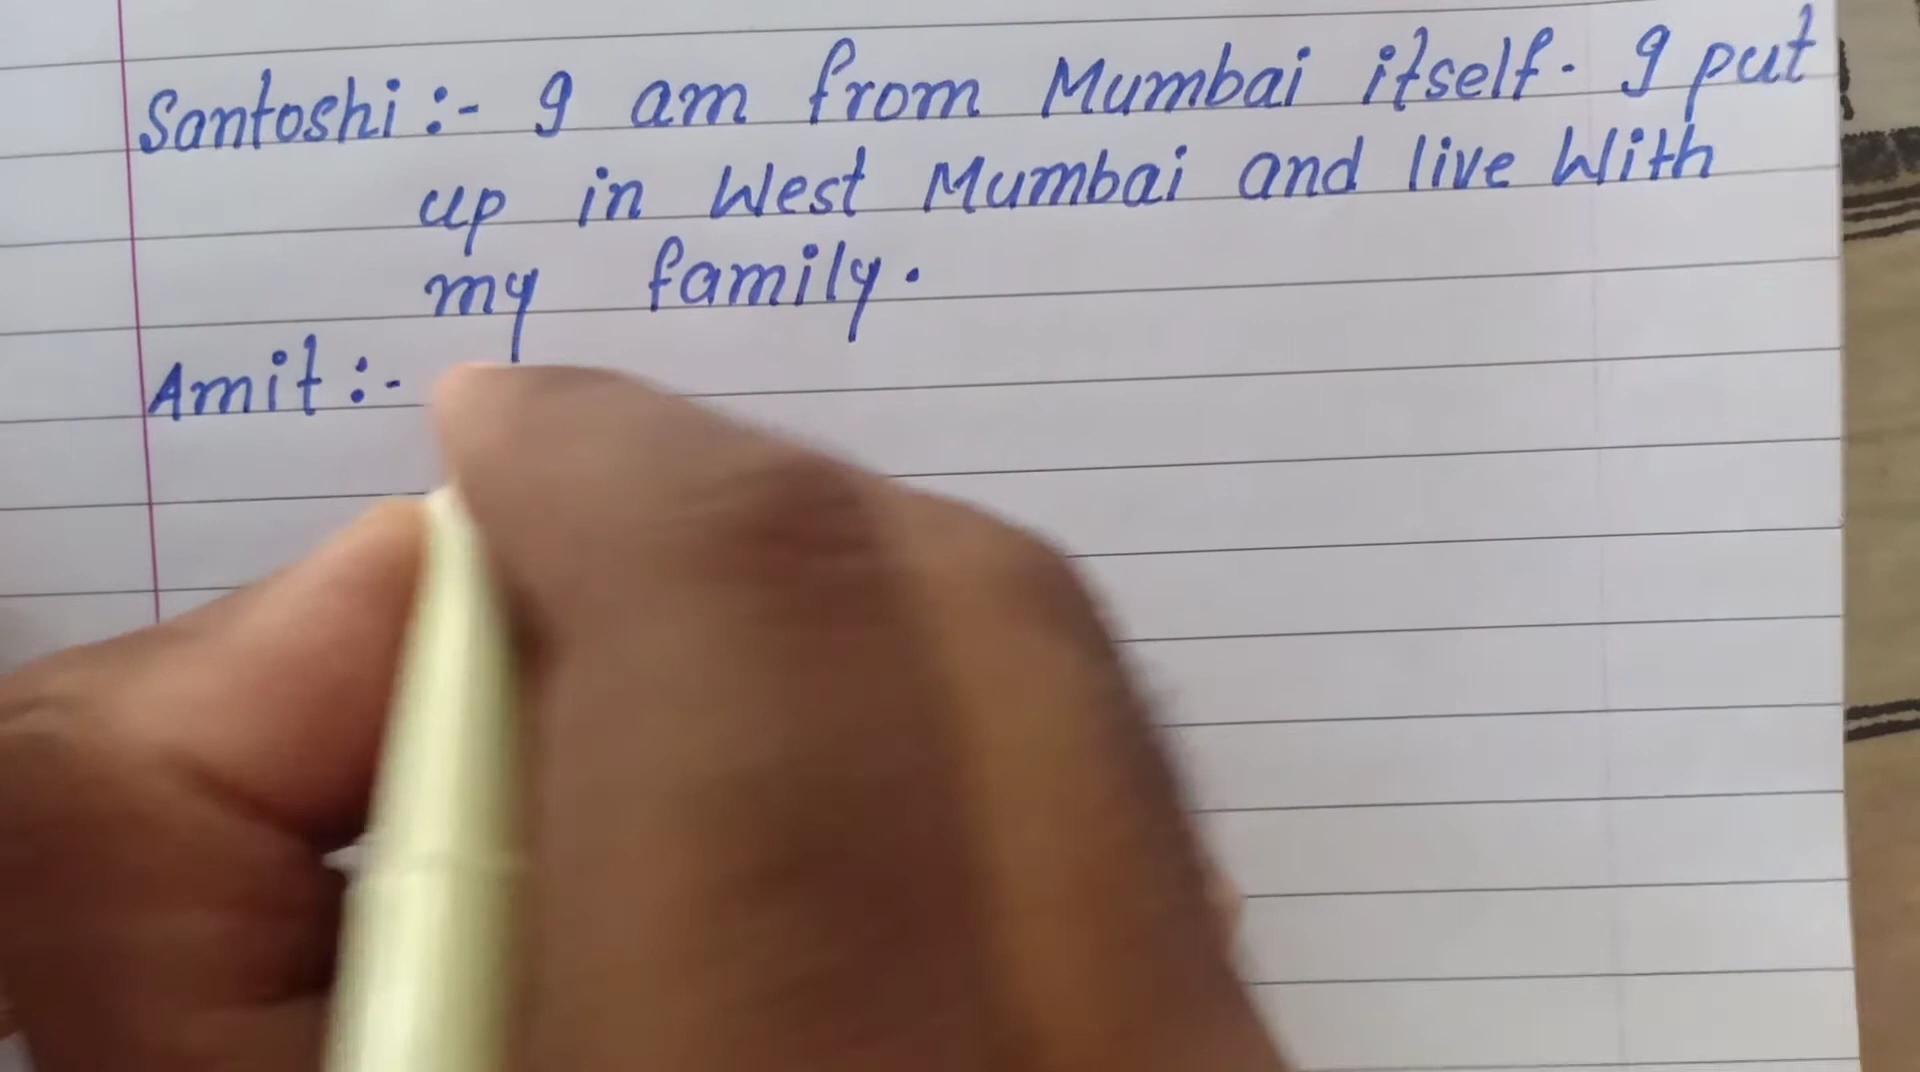 Santoshi :- I am from Mumbai itself. I put
up in West Mumbai and live With
my family.
Amit :-